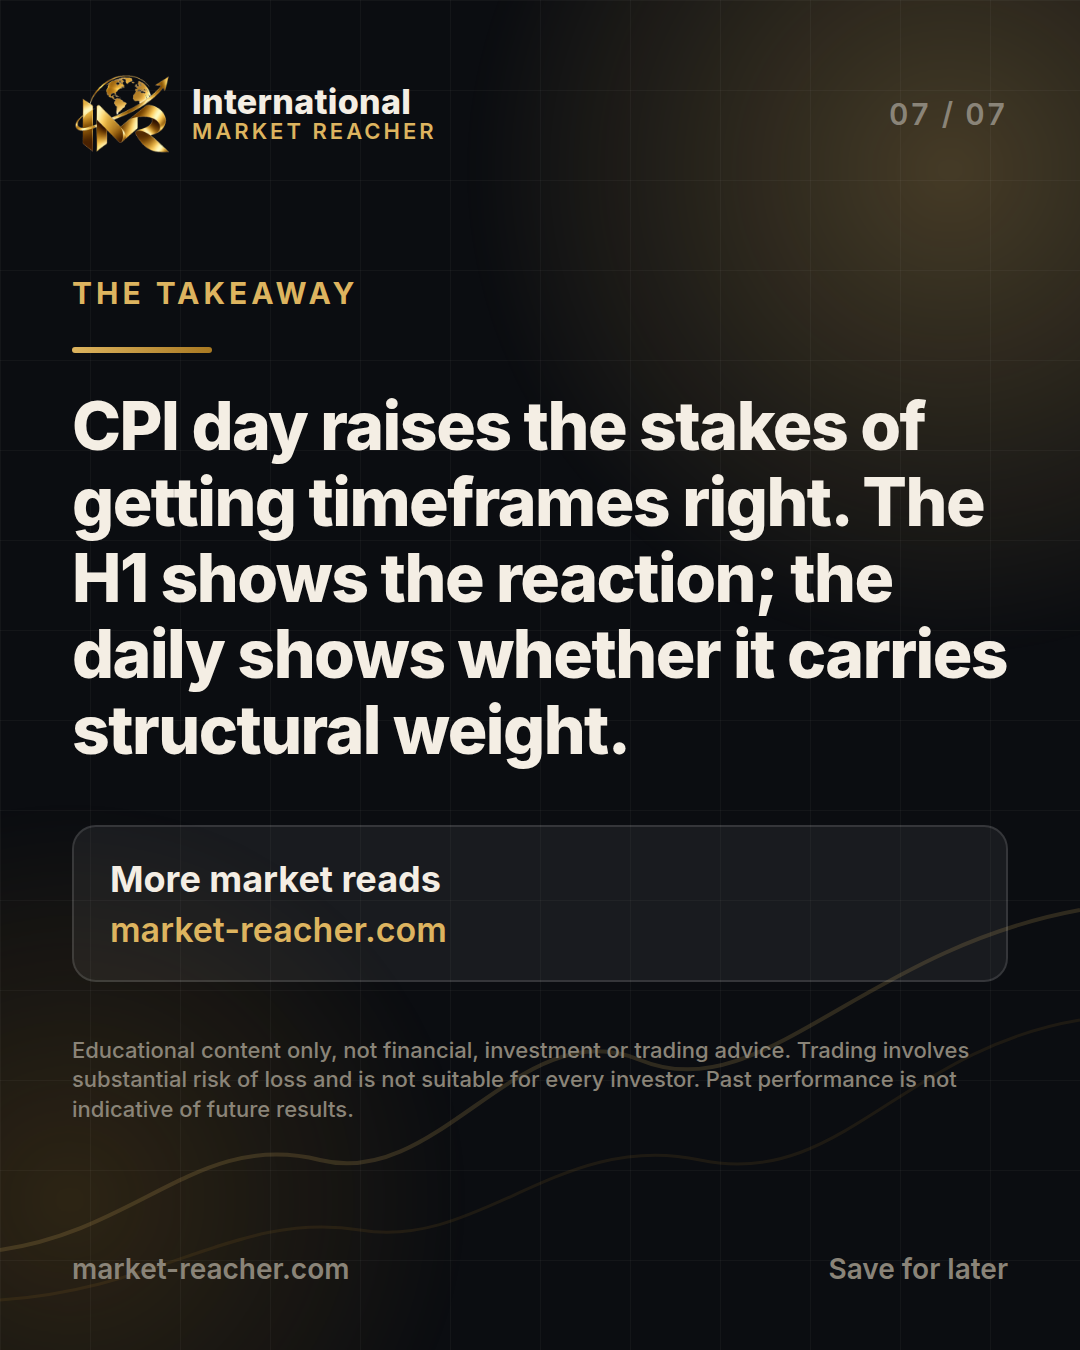 IMR
International
MARKET REACHER
07 / 07
THE TAKEAWAY
CPI day raises the stakes of
getting timeframes right. The
H1 shows the reaction; the
daily shows whether it carries
structural weight.
More market reads
market-reacher.com
Educational content only, not financial, investment or trading advice. Trading involves
substantial risk of loss and is not suitable for every investor. Past performance is not
indicative of future results.
market-reacher.com
Save for later